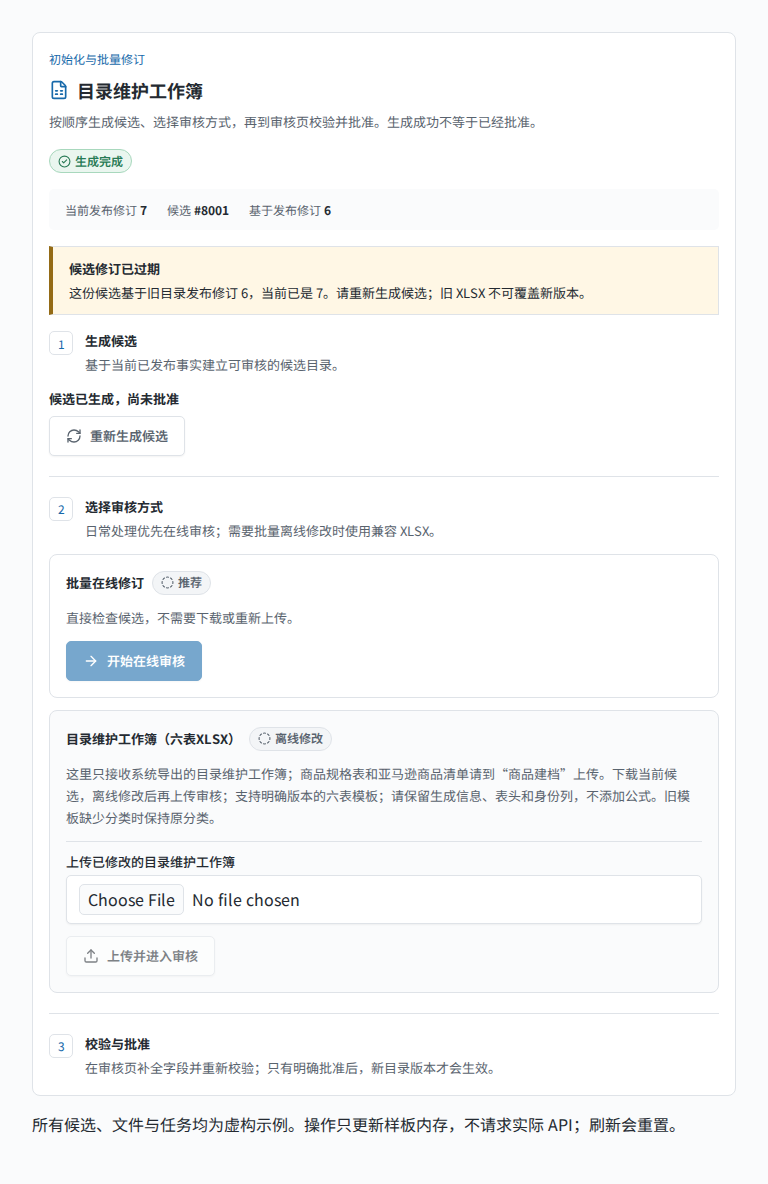 初始化与批量修订
目录维护工作簿
按顺序生成候选、选择审核方式，再到审核页校验并批准。生成成功不等于已经批准。
生成完成
当前发布修订 7 候选 #8001 基于发布修订 6
候选修订已过期
这份候选基于旧目录发布修订 6，当前已是 7。请重新生成候选；旧 XLSX 不可覆盖新版本。
1 生成候选
基于当前已发布事实建立可审核的候选目录。
候选已生成，尚未批准
重新生成候选
2 选择审核方式
日常处理优先在线审核；需要批量离线修改时使用兼容 XLSX。
批量在线修订 推荐
直接检查候选，不需要下载或重新上传。
开始在线审核
目录维护工作簿（六表XLSX） 离线修改
这里只接收系统导出的目录维护工作簿；商品规格表和亚马逊商品清单请到“商品建档”上传。下载当前候
选，离线修改后再上传审核；支持明确版本的六表模板；请保留生成信息、表头和身份列，不添加公式。旧模
板缺少分类时保持原分类。
上传已修改的目录维护工作簿
Choose File No file chosen
上传并进入审核
3 校验与批准
在审核页补全字段并重新校验；只有明确批准后，新目录版本才会生效。
所有候选、文件与任务均为虚构示例。操作只更新样板内存，不请求实际 API；刷新会重置。